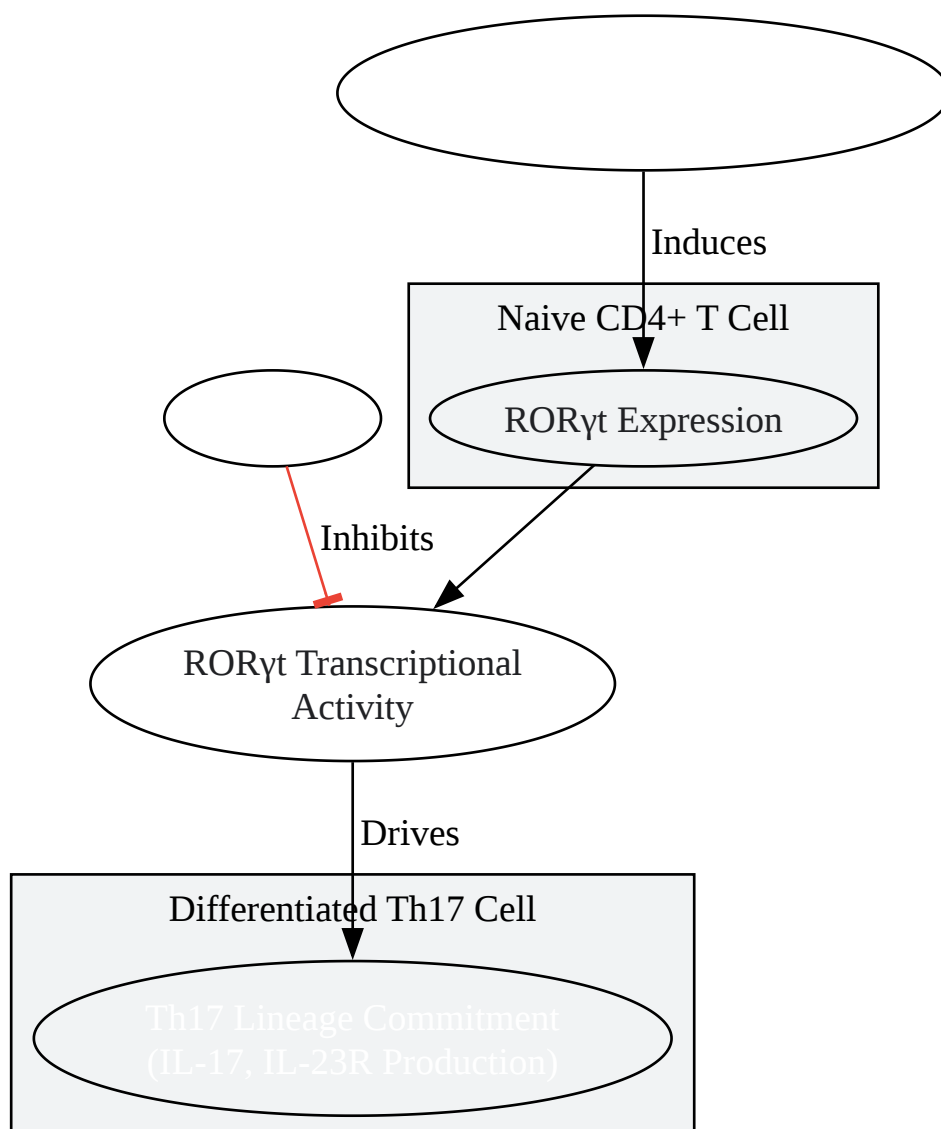 Induces
Naive CD4+ T Cell
RORγt Expression
Inhibits
RORγt Transcriptional
Activity
Drives
Differentiated Th17 Cell
Th17 Lineage Commitment
(IL-17, IL-23R Production)